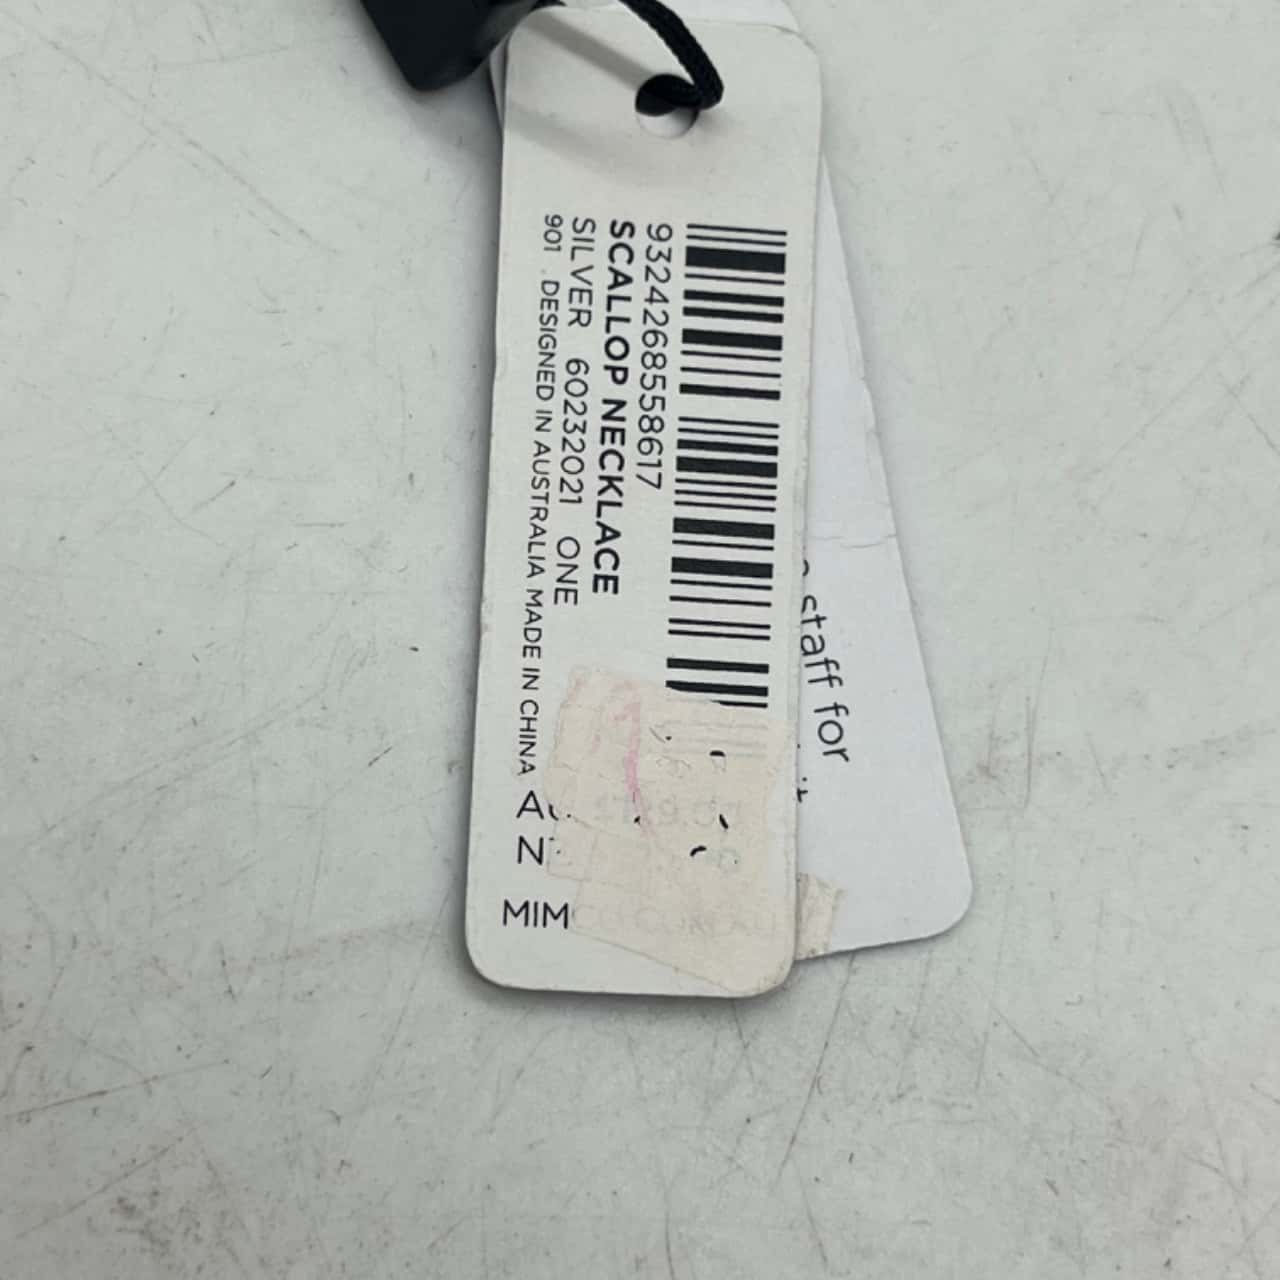 9324268558617
SCALLOP NECKLACE
SILVER 60232021 ONE
901 . DESIGNED IN AUSTRALIA MADE IN CHINA
A
N
MIM
staff for